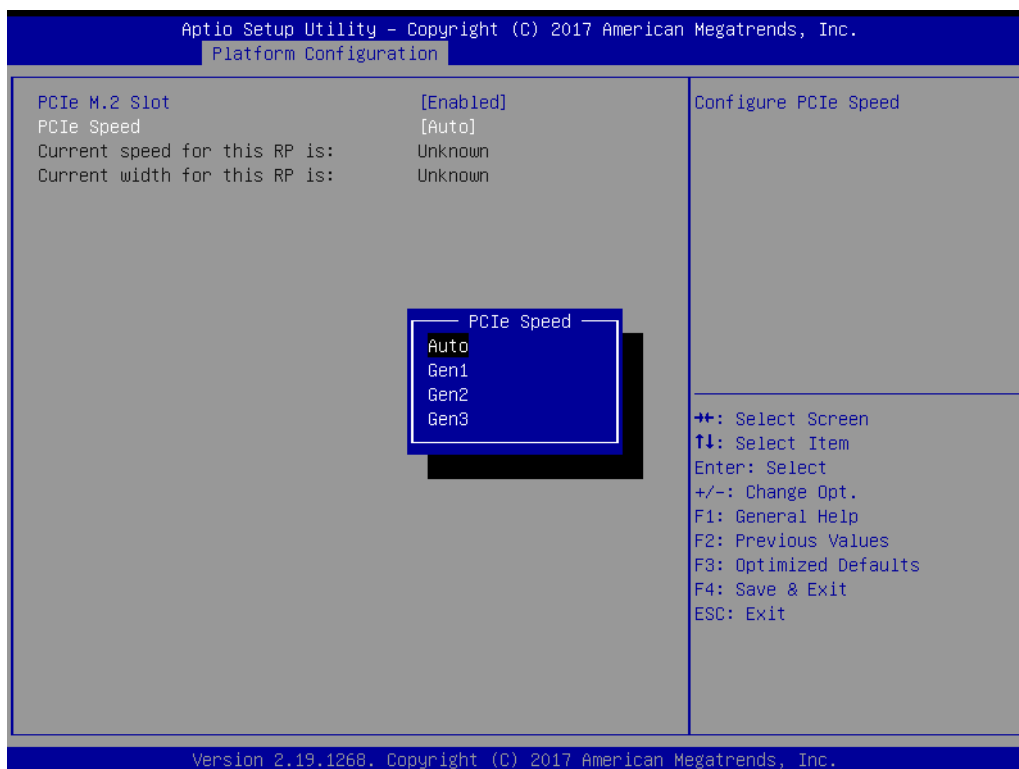 Aptio Setup Utility – Copyright (C) 2017 American Megatrends, Inc.
Platform Configuration
PCIe M.2 Slot [Enabled]
PCIe Speed [Auto]
Current speed for this RP is: Unknown
Current width for this RP is: Unknown
Configure PCIe Speed
PCIe Speed
Auto
Gen1
Gen2
Gen3
→←: Select Screen
↑↓: Select Item
Enter: Select
+/-: Change Opt.
F1: General Help
F2: Previous Values
F3: Optimized Defaults
F4: Save & Exit
ESC: Exit
Version 2.19.1268. Copyright (C) 2017 American Megatrends, Inc.